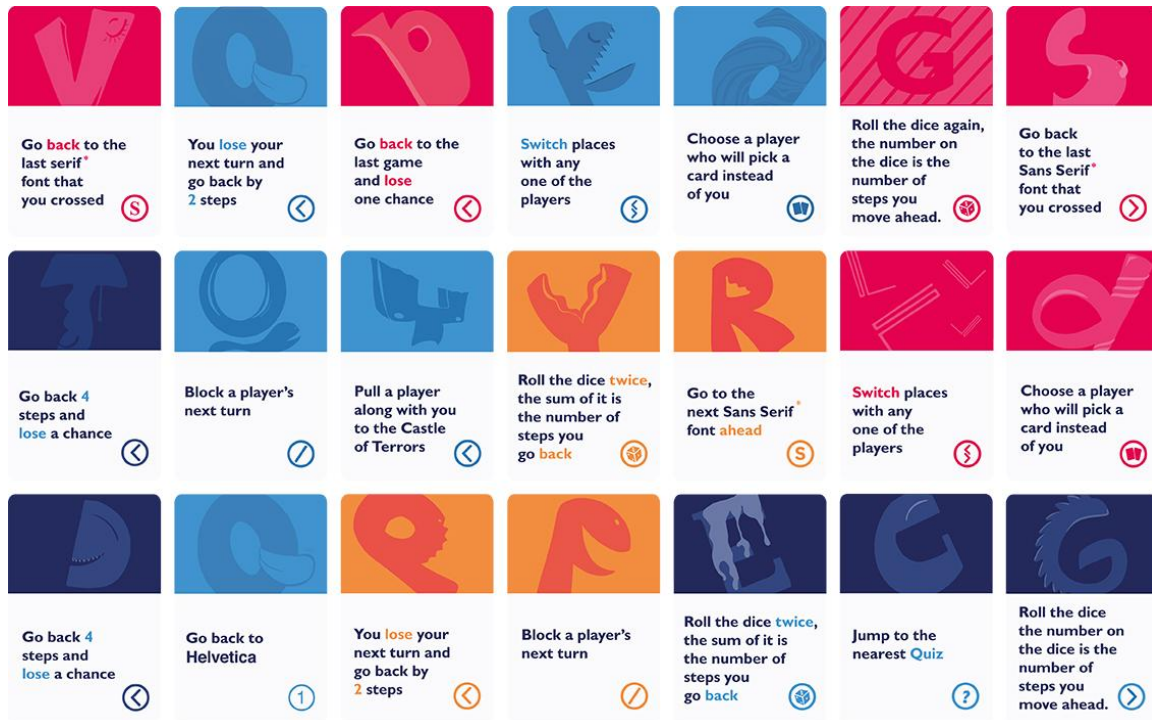 V
Go back to the
last serif*
font that
you crossed
S
Q
You lose your
next turn and
go back by
2 steps
Go back to the
last game
and lose
one chance
Switch places
with any
one of the
players
a
Choose a player
who will pick a
card instead
of you
G
Roll the dice again,
the number on
the dice is the
number of
steps you
move ahead.
S
Go back
to the last
Sans Serif*
font that
you crossed
T
Go back 4
steps and
lose a chance
Q
Block a player's
next turn
Pull a player
along with you
to the Castle
of Terrors
Y
Roll the dice twice,
the sum of it is
the number of
steps you
go back
R
Go to the
next Sans Serif*
font ahead
S
Switch places
with any
one of the
players
d
Choose a player
who will pick a
card instead
of you
D
Go back 4
steps and
lose a chance
Q
Go back to
Helvetica
1
P
You lose your
next turn and
go back by
2 steps
Block a player's
next turn
E
Roll the dice twice,
the sum of it is
the number of
steps you
go back
Jump to the
nearest Quiz
?
G
Roll the dice
the number on
the dice is the
number of
steps you
move ahead.